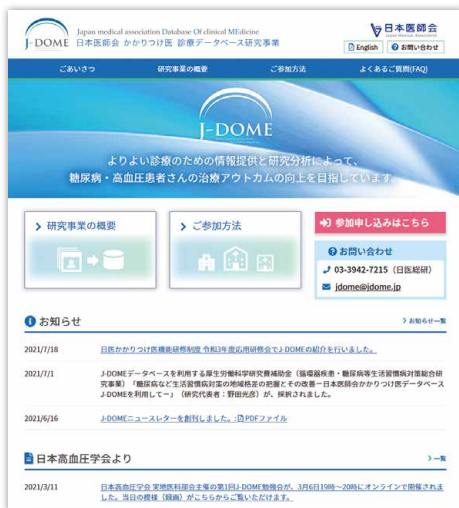 J-DOME
Japan medical association Database Of clinical MEdicine
日本医師会 かかりつけ医 診療データベース研究事業
日本医師会
Japan Medical Association
English
お問い合わせ
ごあいさつ
研究事業の概要
ご参加方法
よくあるご質問(FAQ)
J-DOME
よりよい診療のための情報提供と研究分析によって、
糖尿病・高血圧患者さんの治療アウトカムの向上を目指しています。
研究事業の概要
ご参加方法
参加申し込みはこちら
お問い合わせ
03-3942-7215（日医総研）
jdome@jdome.jp
お知らせ
お知らせ一覧
2021/7/18
日医かかりつけ医機能研修制度 令和3年度応用研修会でJ-DOMEの紹介を行いました。
2021/7/1
J-DOMEデータベースを利用する厚生労働科学研究費補助金（循環器疾患・糖尿病等生活習慣病対策総合研
究事業）「糖尿病など生活習慣病対策の地域格差の把握とその改善ー日本医師会かかりつけ医データベース
J-DOMEを利用してー」（研究代表者：野田光彦）が、採択されました。
2021/6/16
J-DOMEニュースレターを創刊しました。: PDFファイル
日本高血圧学会より
一覧
2021/3/11
日本高血圧学会 実地医科部会主催の第1回J-DOME勉強会が、3月6日19時～20時にオンラインで開催されま
した。当日の模様（録画）がこちらからご覧いただけます。